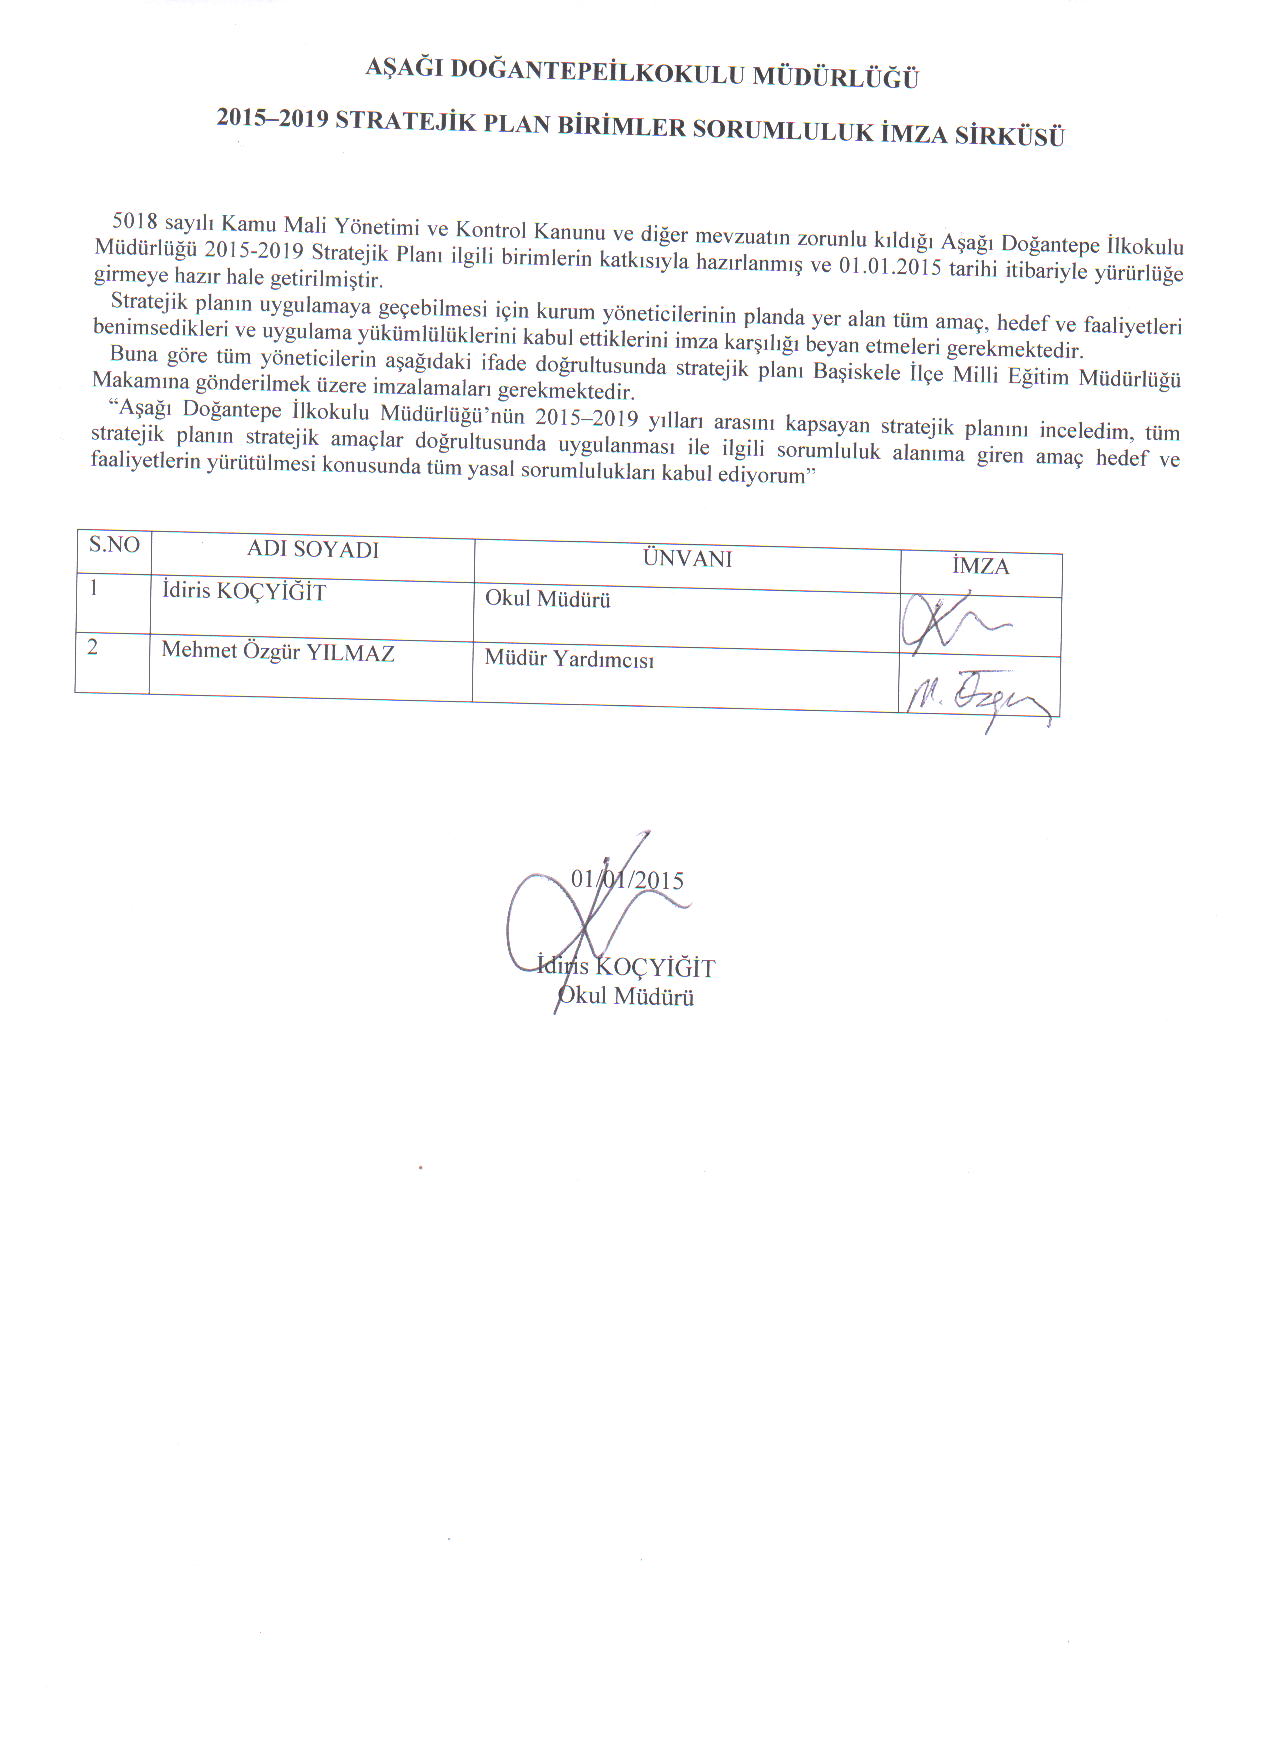 AŞAĞI DOĞANTEPEİLKOKULU MÜDÜRLÜĞÜ
2015–2019 STRATEJİK PLAN BİRİMLER SORUMLULUK İMZA SİRKÜSÜ
5018 sayılı Kamu Mali Yönetimi ve Kontrol Kanunu ve diğer mevzuatın zorunlu kıldığı Aşağı Doğantepe İlkokulu
Müdürlüğü 2015-2019 Stratejik Planı ilgili birimlerin katkısıyla hazırlanmış ve 01.01.2015 tarihi itibariyle yürürlüğe
girmeye hazır hale getirilmiştir.
Stratejik planın uygulamaya geçebilmesi için kurum yöneticilerinin planda yer alan tüm amaç, hedef ve faaliyetleri
benimsedikleri ve uygulama yükümlülüklerini kabul ettiklerini imza karşılığı beyan etmeleri gerekmektedir.
Buna göre tüm yöneticilerin aşağıdaki ifade doğrultusunda stratejik planı Başiskele İlçe Milli Eğitim Müdürlüğü
Makamına gönderilmek üzere imzalamaları gerekmektedir.
“Aşağı Doğantepe İlkokulu Müdürlüğü’nün 2015–2019 yılları arasını kapsayan stratejik planını inceledim, tüm
stratejik planın stratejik amaçlar doğrultusunda uygulanması ile ilgili sorumluluk alanıma giren amaç hedef ve
faaliyetlerin yürütülmesi konusunda tüm yasal sorumlulukları kabul ediyorum”
S.NO ADI SOYADI ÜNVANI İMZA
1 İdiris KOÇYİĞİT Okul Müdürü
2 Mehmet Özgür YILMAZ Müdür Yardımcısı M. Özgür
01/01/2015
İdiris KOÇYİĞİT
Okul Müdürü